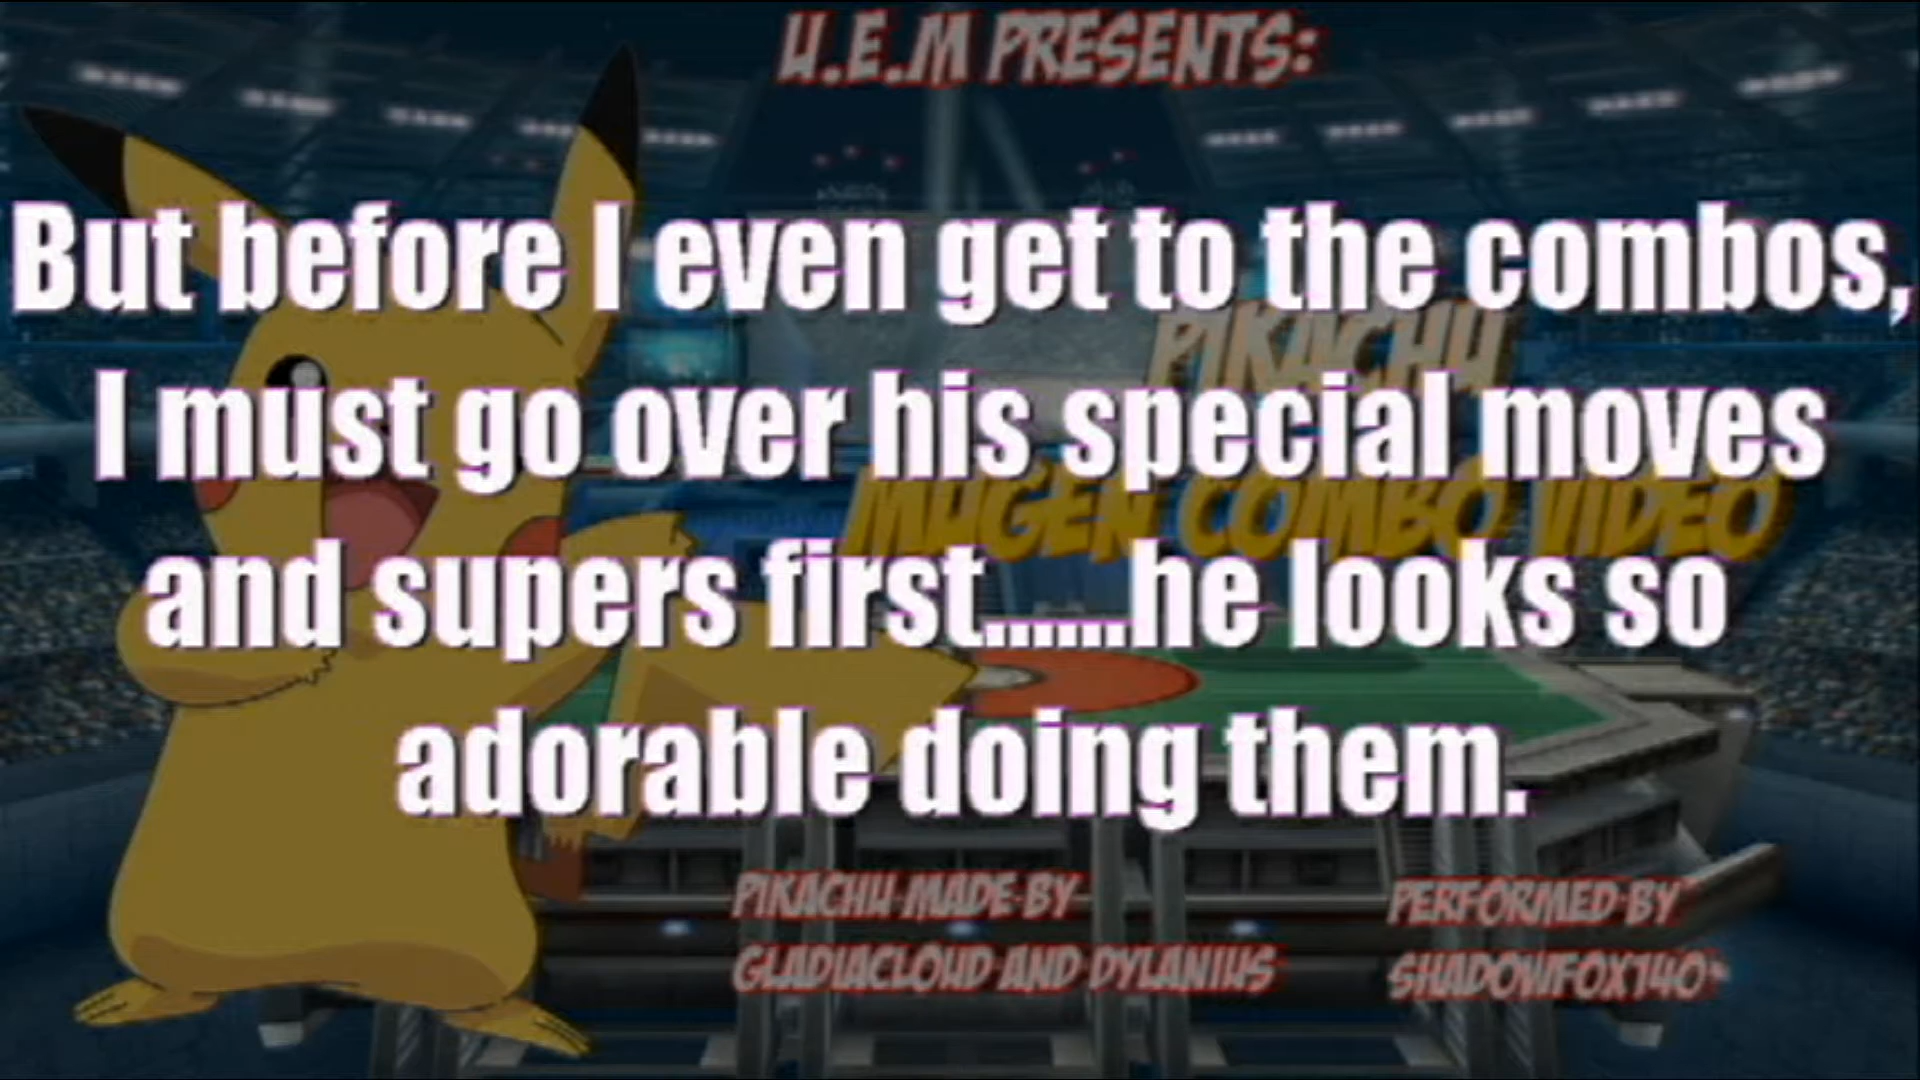 U.E.M PRESENTS:
But before I even get to the combos,
PIKACHU
I must go over his special moves
MUGEN COMBO VIDEO
and supers first......he looks so
adorable doing them.
PIKACHU MADE BY
GLADIACLOUD AND DYLANIUS
PERFORMED BY
SHADOWFOX140+